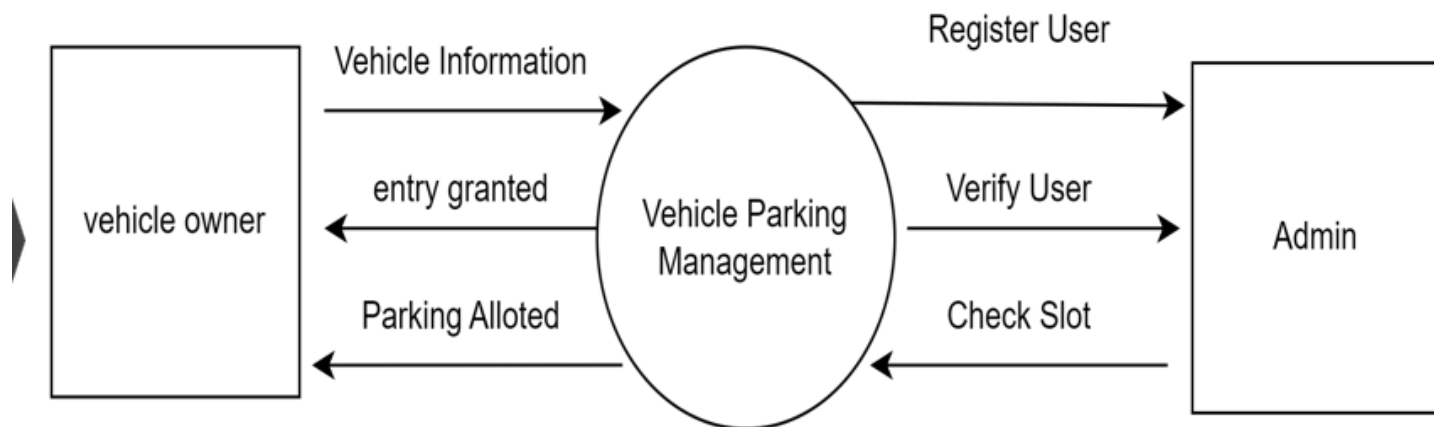 Register User
Vehicle Information
entry granted
Verify User
vehicle owner
Vehicle Parking
Management
Admin
Parking Alloted
Check Slot